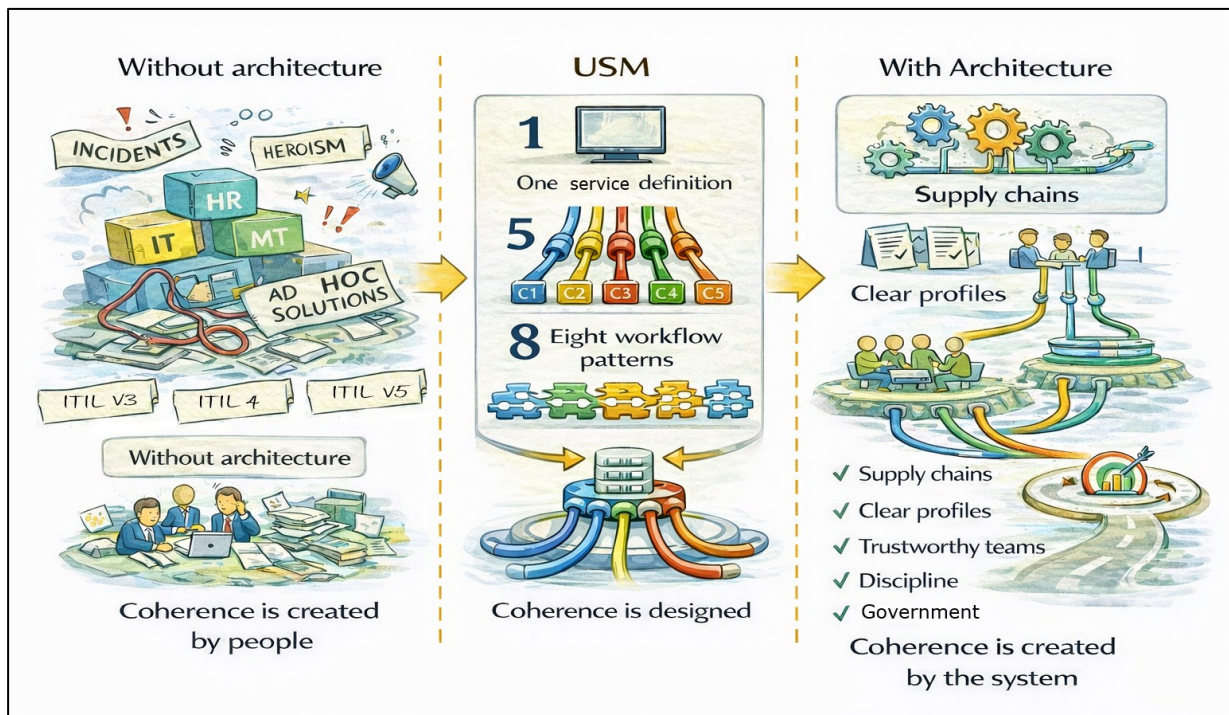 Without architecture
INCIDENTS
HEROISM
HR
IT
MT
AD HOC
SOLUTIONS
ITIL V3
ITIL 4
ITIL V5
Without architecture
Coherence is created
by people
USM
1
One service definition
5
C1
C2
C3
C4
C5
8
Eight workflow
patterns
Coherence is designed
With Architecture
Supply chains
Clear profiles
✓ Supply chains
✓ Clear profiles
✓ Trustworthy teams
✓ Discipline
✓ Government
Coherence is created
by the system